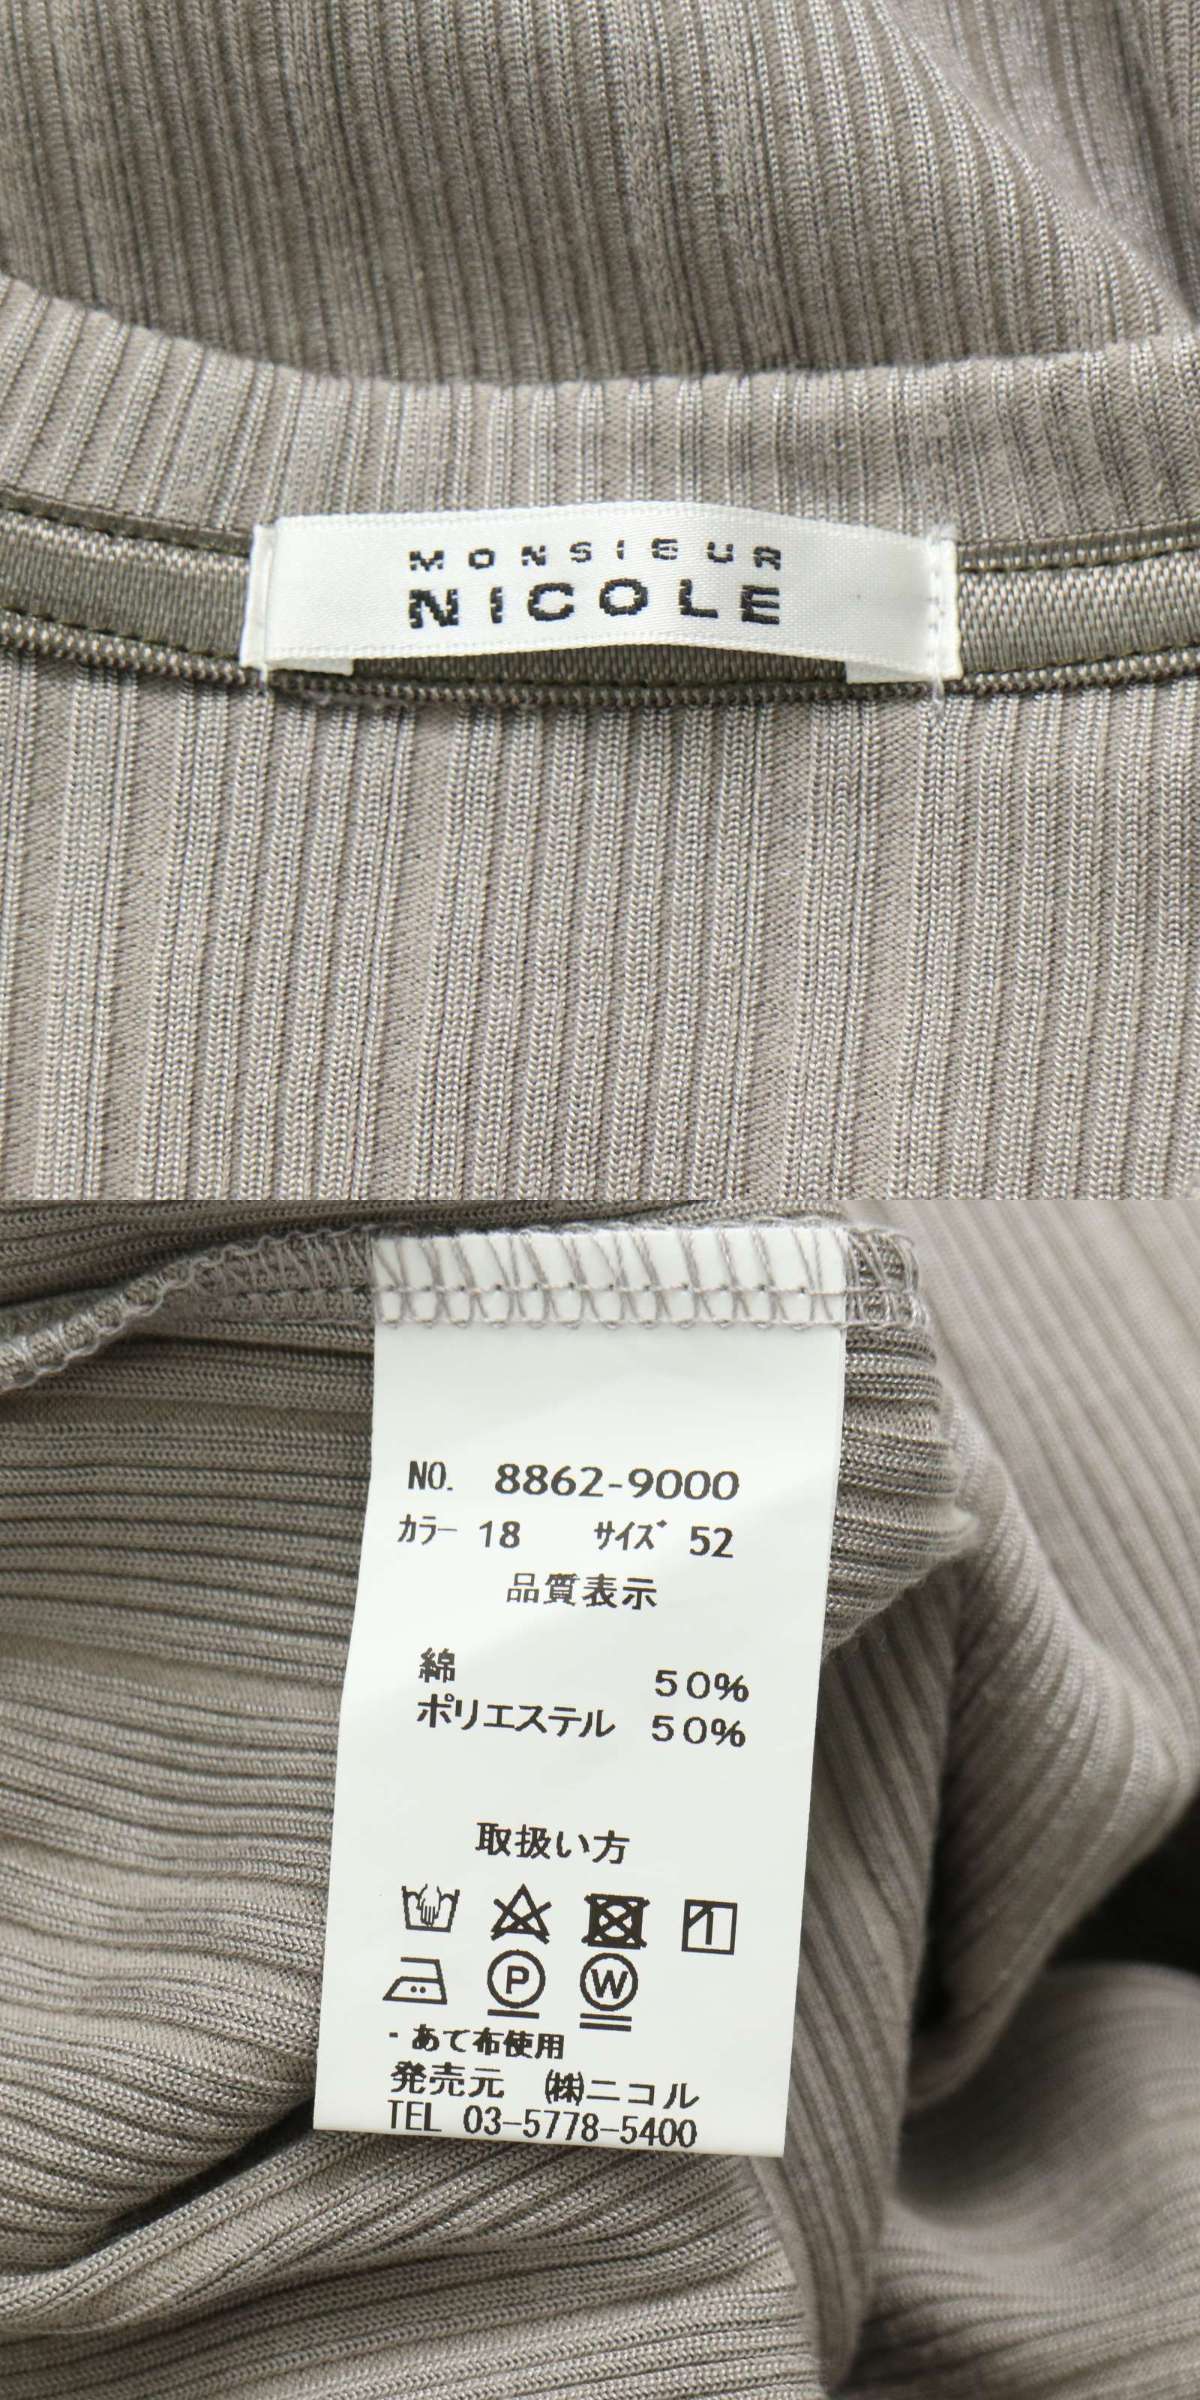 MONSIEUR
NICOLE
NO. 8862-9000
カラー 18 サイズ 52
品質表示
綿 50%
ポリエステル 50%
取扱い方
P W
・あて布使用
発売元 ㈱ニコル
TEL 03-5778-5400